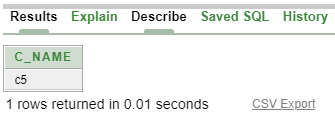 Results Explain Describe Saved SQL History
C_NAME
c5
1 rows returned in 0.01 seconds CSV Export